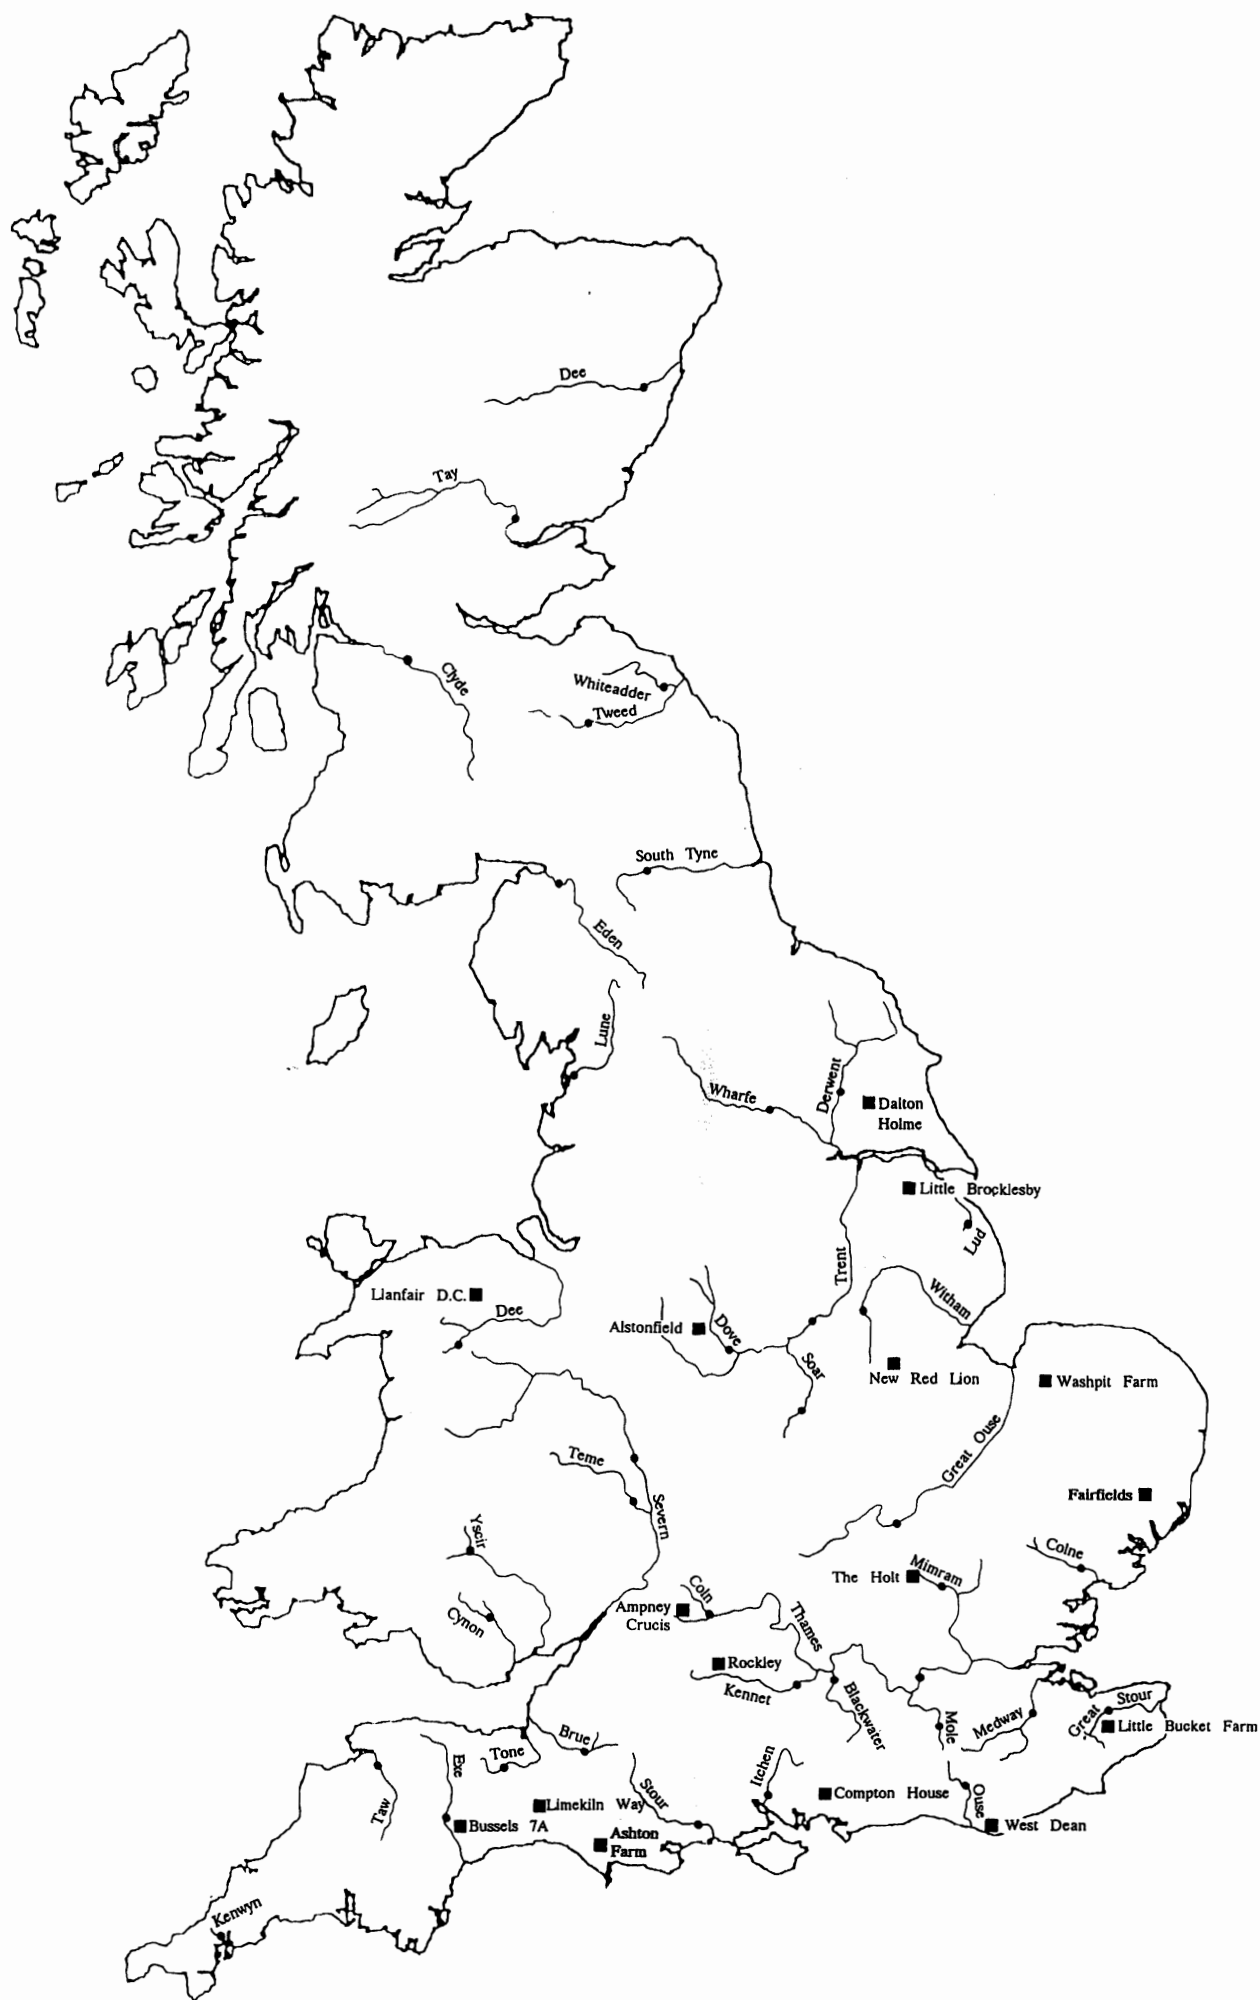 Dee
Tay
Clyde
Whiteadder
Tweed
South Tyne
Eden
Lune
Wharfe
Derwent
Dalton
Holme
Little Brocklesby
Lud
Trent
Witham
Llanfair D.C.
Dee
Alstonfield
Dove
Soar
New Red Lion
Washpit Farm
Great Ouse
Teme
Severn
Fairfields
Yscir
Colne
The Holt
Mimram
Coln
Ampney
Crucis
Cynon
Thames
Rockley
Kennet
Blackwater
Mole
Medway
Great Stour
Little Bucket Farm
Brue
Tone
Exe
Taw
Itchen
Stour
Compton House
Ouse
Limekiln Way
Bussels 7A
Ashton
Farm
West Dean
Kenwyn